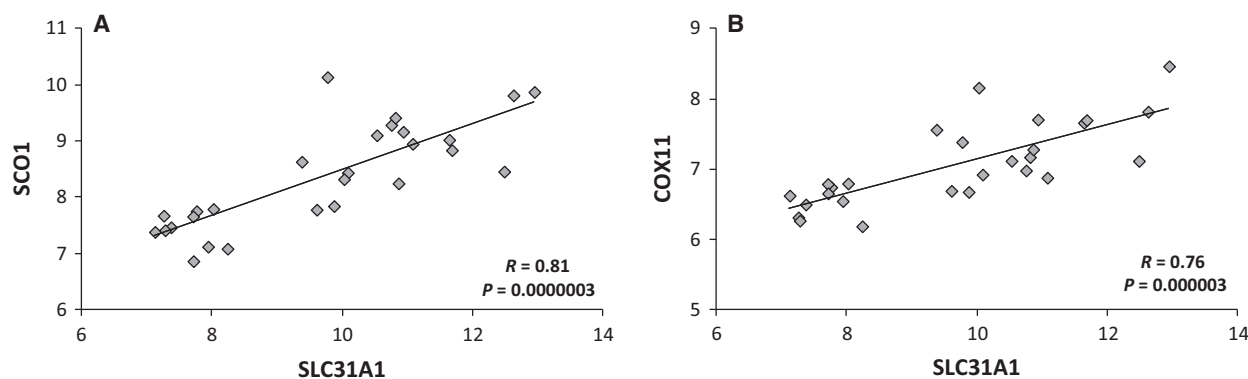 A
SCO1
11
10
9
8
7
6
6 8 10 12 14
SLC31A1
R = 0.81
P = 0.0000003
B
COX11
9
8
7
6
5
6 8 10 12 14
SLC31A1
R = 0.76
P = 0.000003